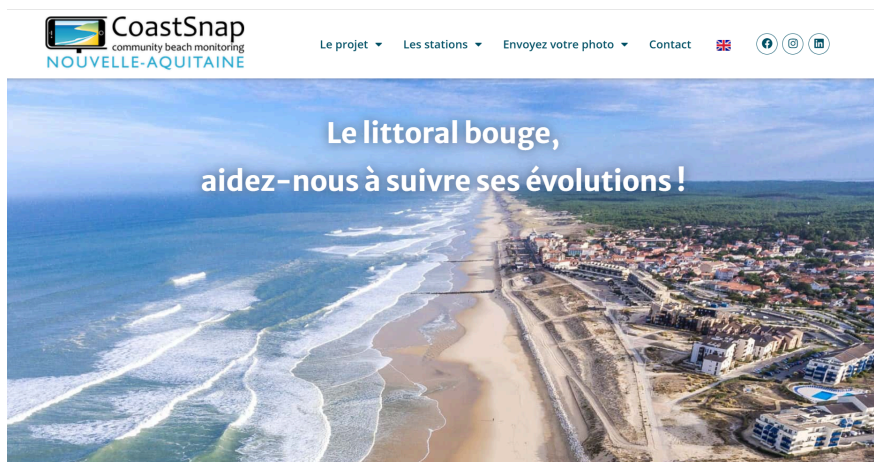 CoastSnap
community beach monitoring
NOUVELLE-AQUITAINE
Le projet
Les stations
Envoyez votre photo
Contact
Le littoral bouge,
aidez-nous à suivre ses évolutions !